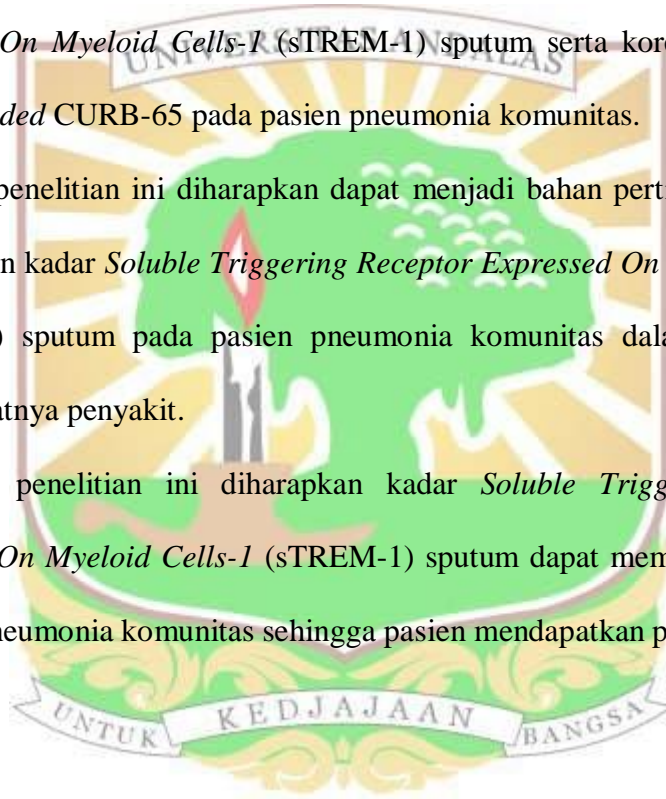 On Myeloid Cells-1 (sTREM-1) sputum serta kor
UNIVERSITAS ANDALAS
ded CURB-65 pada pasien pneumonia komunitas.
penelitian ini diharapkan dapat menjadi bahan pert
n kadar Soluble Triggering Receptor Expressed On
) sputum pada pasien pneumonia komunitas dala
atnya penyakit.
penelitian ini diharapkan kadar Soluble Trigg
On Myeloid Cells-1 (sTREM-1) sputum dapat mem
neumonia komunitas sehingga pasien mendapatkan p
UNTUK KEDJAJAAN BANGSA